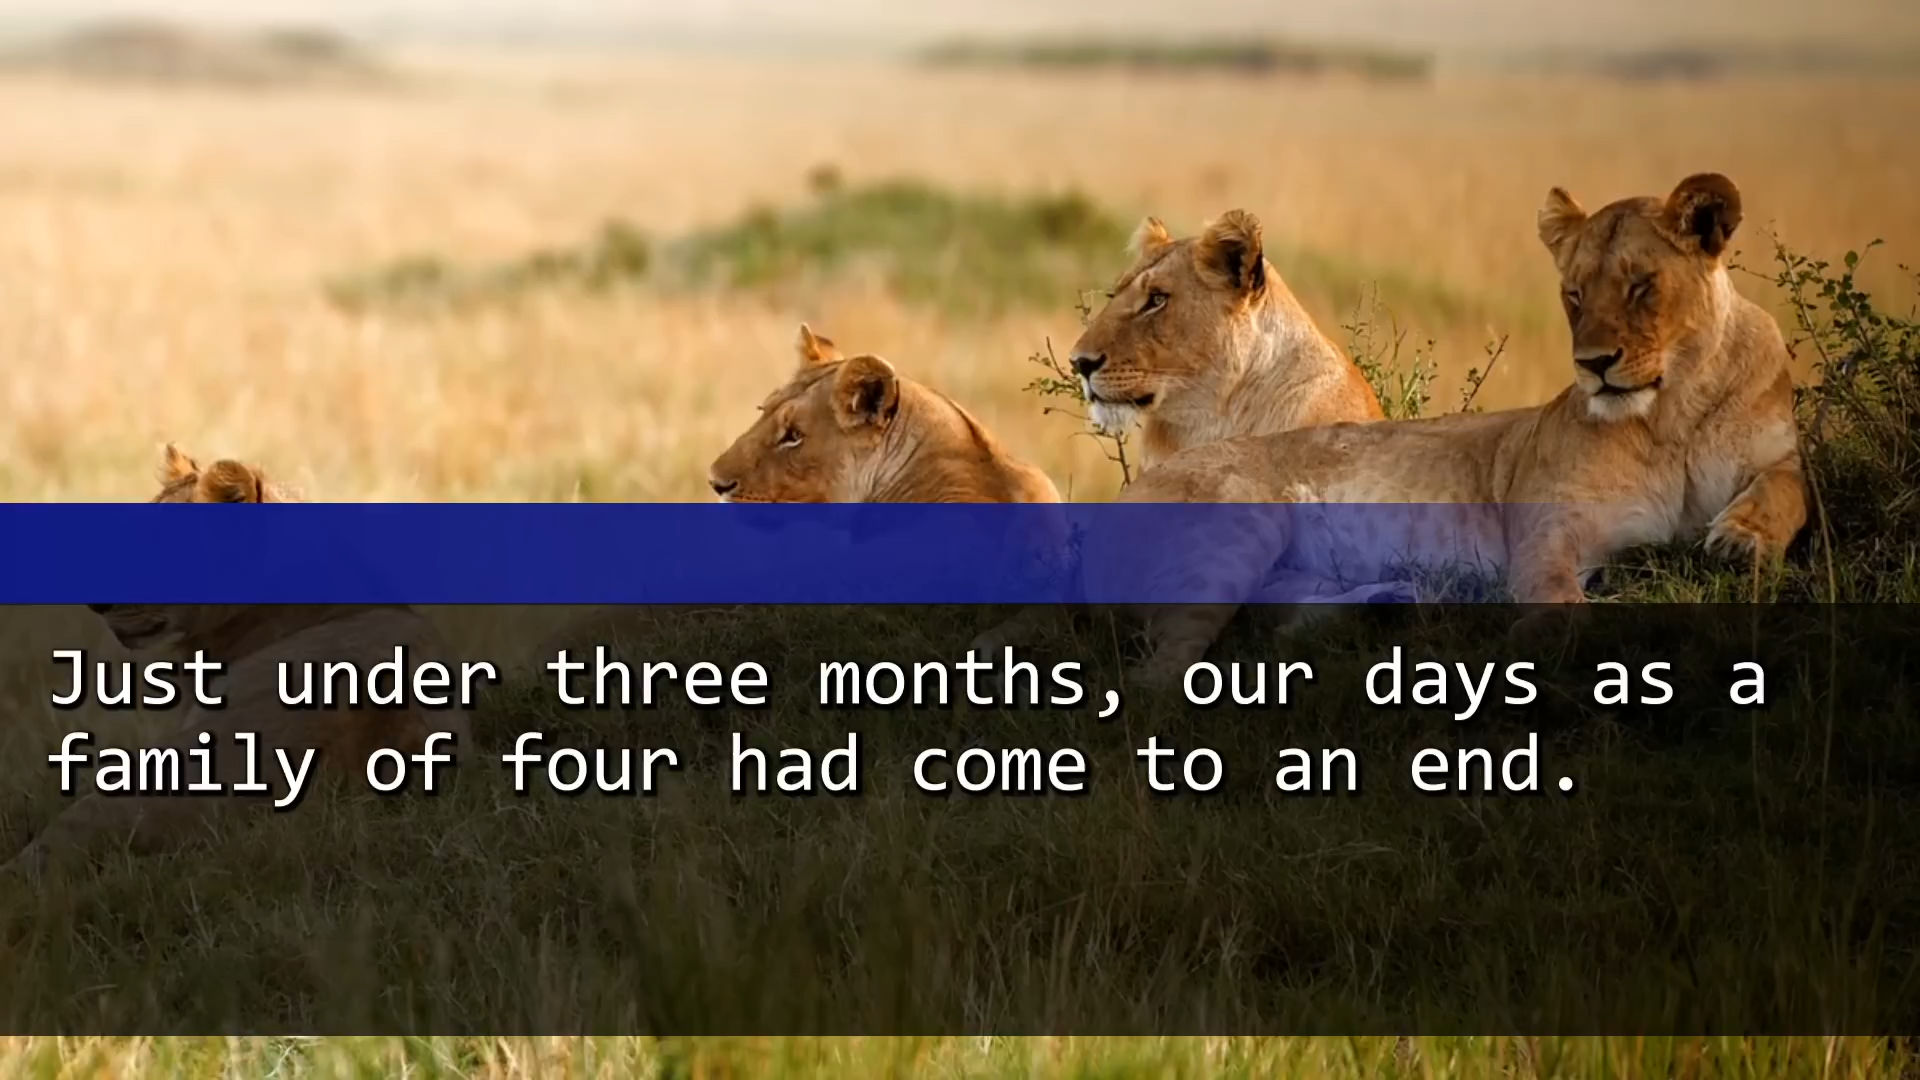 Just under three months, our days as a
family of four had come to an end.